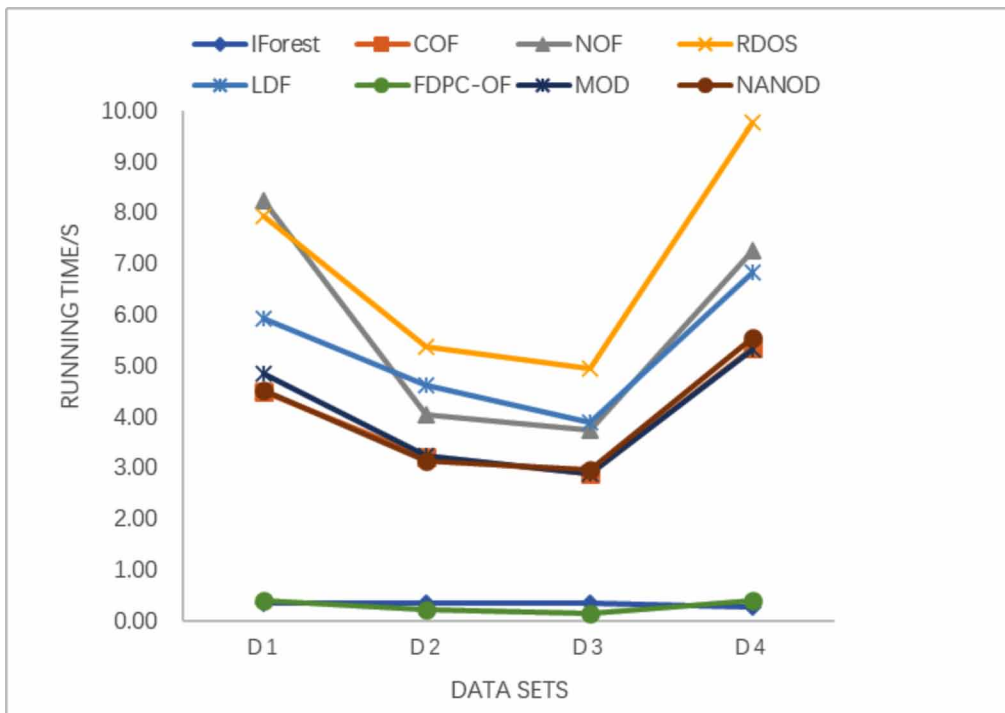 IForest COF NOF RDOS
LDF FDPC-OF MOD NANOD
10.00
9.00
8.00
7.00
6.00
5.00
4.00
3.00
2.00
1.00
0.00
RUNNING TIME/S
D1 D2 D3 D4
DATA SETS